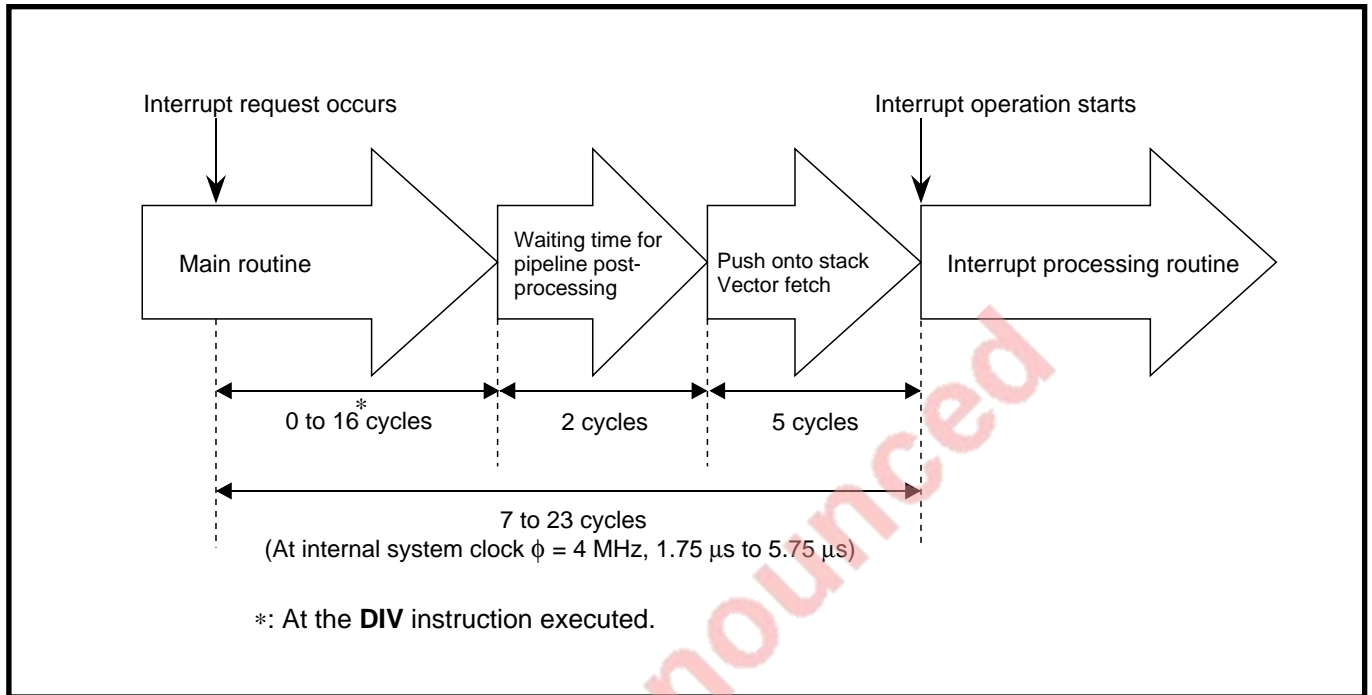 Interrupt request occurs
Interrupt operation starts
Main routine
Waiting time for
pipeline post-
processing
Push onto stack
Vector fetch
Interrupt processing routine
0 to 16* cycles
2 cycles
5 cycles
7 to 23 cycles
(At internal system clock φ = 4 MHz, 1.75 μs to 5.75 μs)
*: At the DIV instruction executed.
nounced